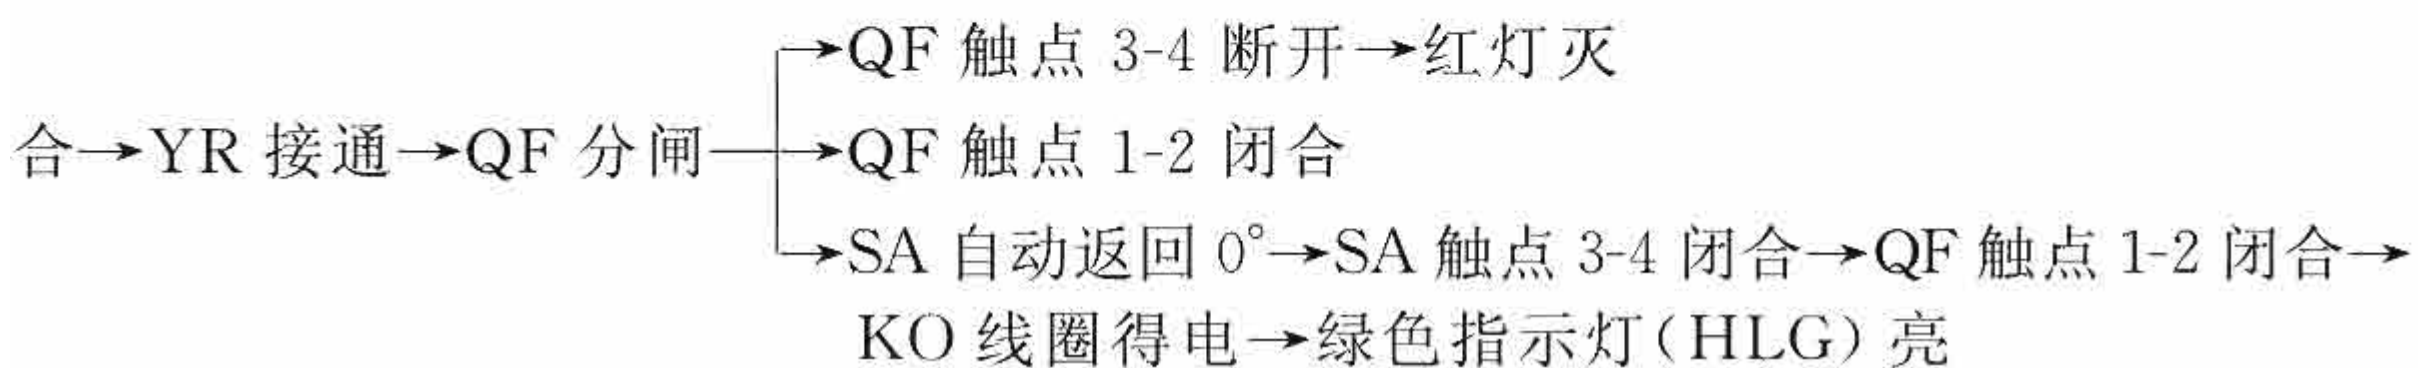 →QF 触点 3-4 断开→红灯灭
合→YR 接通→QF 分闸→QF 触点 1-2 闭合
→SA 自动返回 0°→SA 触点 3-4 闭合→QF 触点 1-2 闭合→
KO 线圈得电→绿色指示灯(HLG) 亮